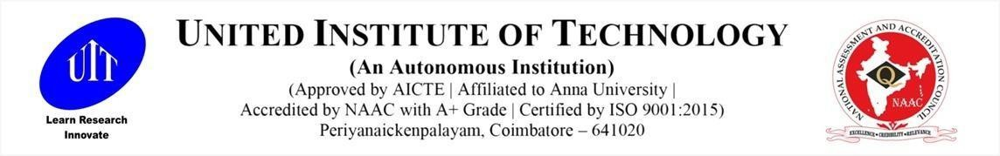 UIT
Learn Research
Innovate
UNITED INSTITUTE OF TECHNOLOGY
(An Autonomous Institution)
(Approved by AICTE | Affiliated to Anna University |
Accredited by NAAC with A+ Grade | Certified by ISO 9001:2015)
Periyanaickenpalayam, Coimbatore – 641020
NATIONAL ASSESSMENT AND ACCREDITATION COUNCIL
Q
NAAC
EXCELLENCE • CREDIBILITY • RELEVANCE